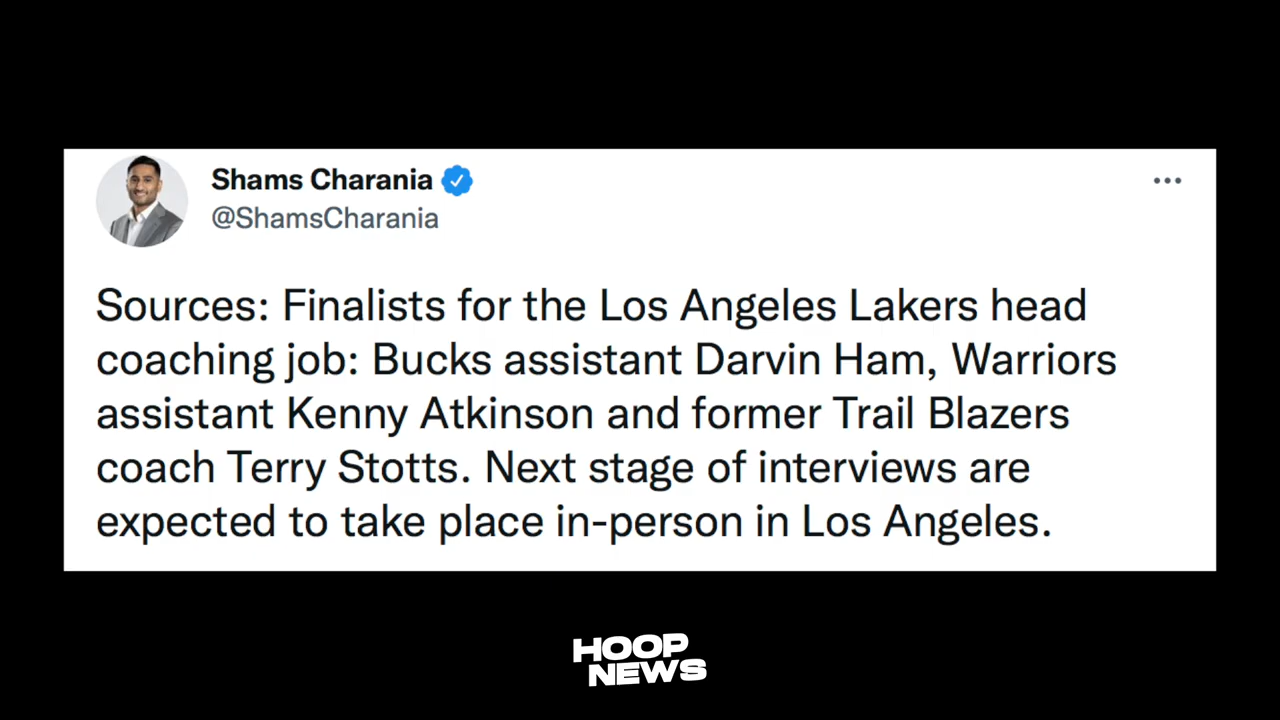 Shams Charania
@ShamsCharania
Sources: Finalists for the Los Angeles Lakers head
coaching job: Bucks assistant Darvin Ham, Warriors
assistant Kenny Atkinson and former Trail Blazers
coach Terry Stotts. Next stage of interviews are
expected to take place in-person in Los Angeles.
HOOP
NEWS